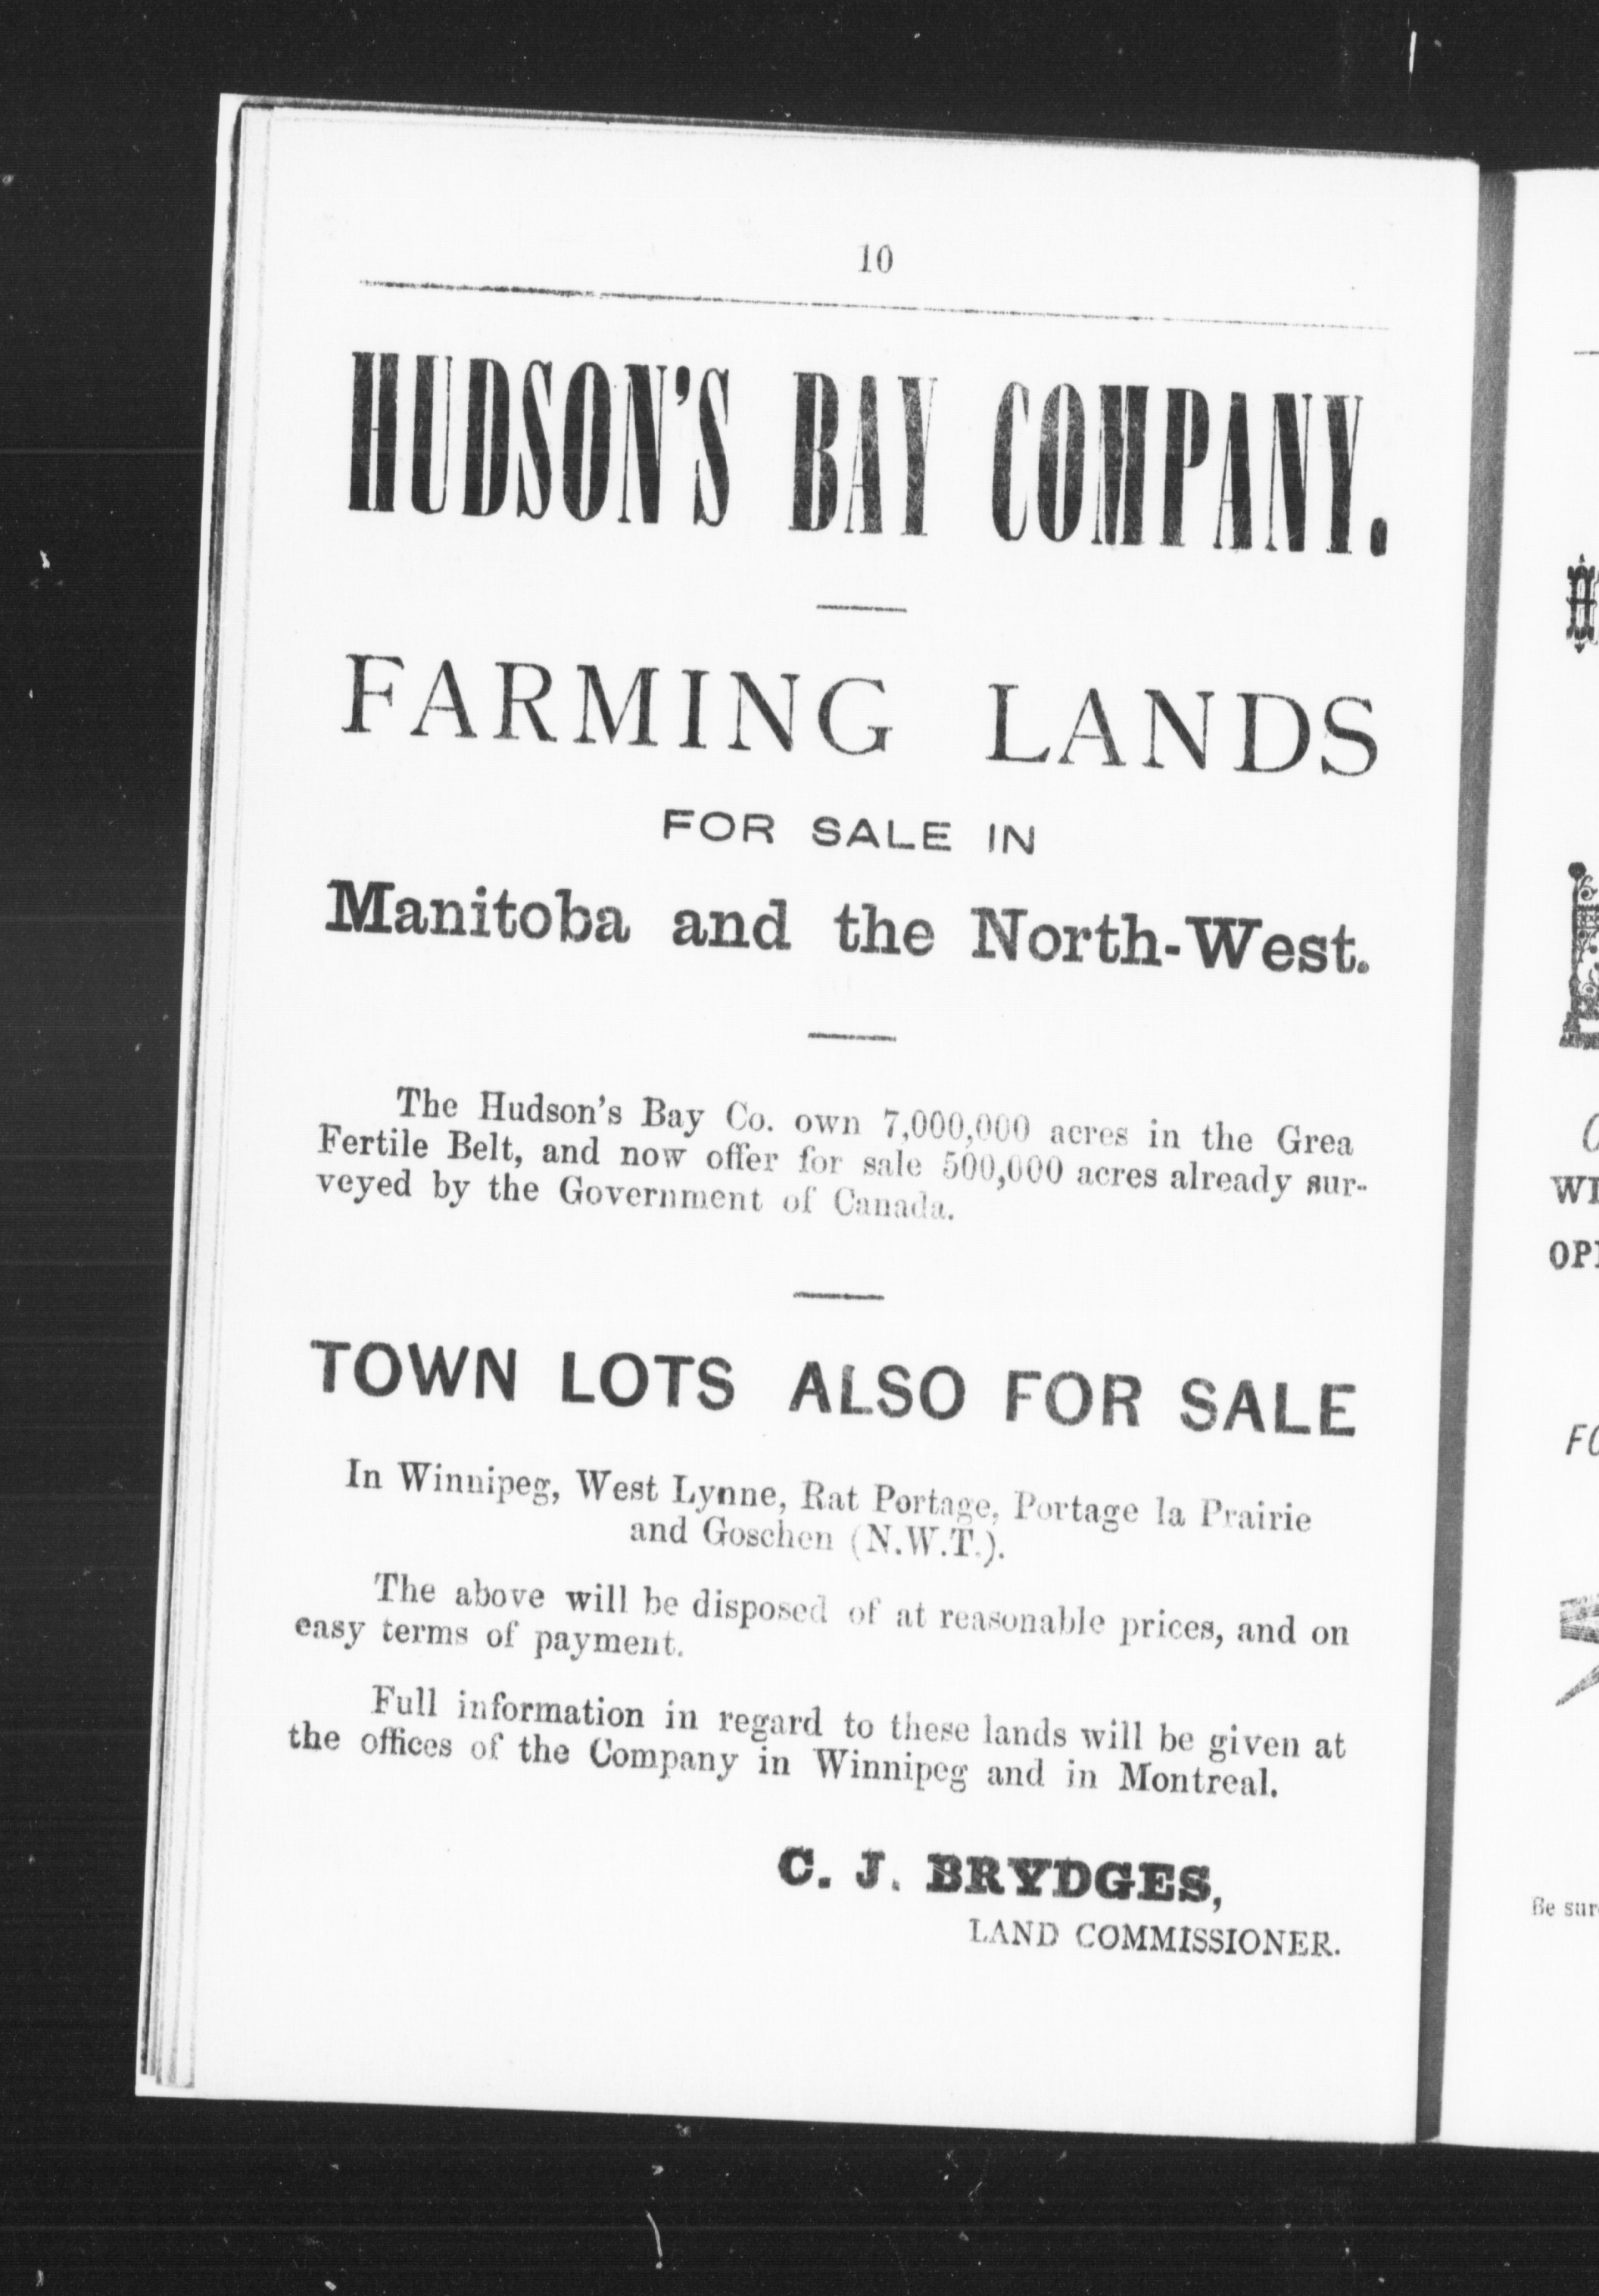 10
HUDSON'S BAY COMPANY.
FARMING LANDS
FOR SALE IN
Manitoba and the North-West.
The Hudson's Bay Co. own 7,000,000 acres in the Grea
Fertile Belt, and now offer for sale 500,000 acres already sur-
veyed by the Government of Canada.
TOWN LOTS ALSO FOR SALE
In Winnipeg, West Lynne, Rat Portage, Portage la Prairie
and Goschen (N.W.T.).
The above will be disposed of at reasonable prices, and on
easy terms of payment.
Full information in regard to these lands will be given at
the offices of the Company in Winnipeg and in Montreal.
C. J. BRYDGES,
LAND COMMISSIONER.
WI
OP
FO
Be sur